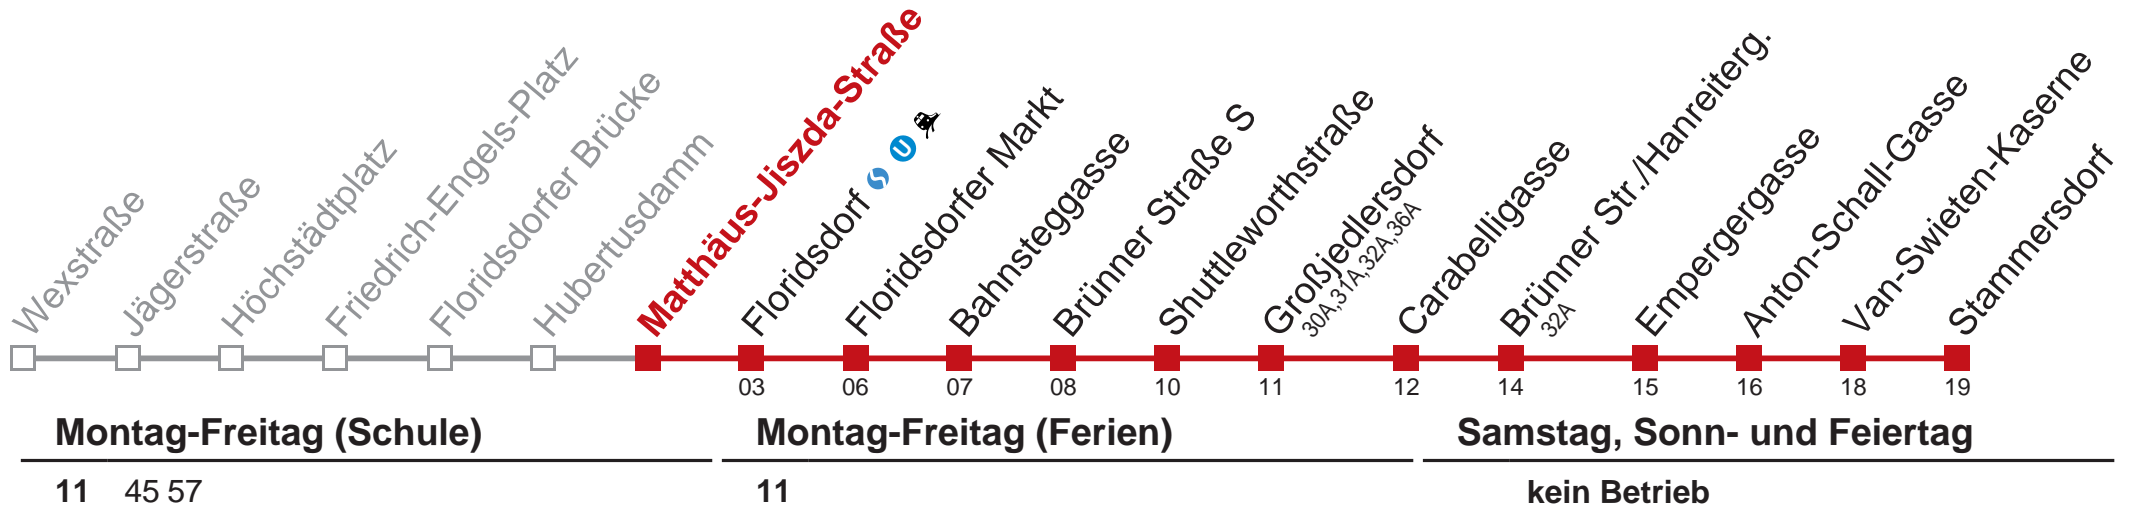 Wexstraße
Jägerstraße
Höchstädtplatz
Friedrich-Engels-Platz
Floridsdorfer Brücke
Hubertusdamm
Matthäus-Jiszda-Straße
Floridsdorf S U
Floridsdorfer Markt
Bahnsteggasse
Brünner Straße S
Shuttleworthstraße
Großjedlersdorf
30A,31A,32A,36A
Carabelligasse
Brünner Str./Hanreiterg.
32A
Empergergasse
Anton-Schall-Gasse
Van-Swieten-Kaserne
Stammersdorf
03 06 07 08 10 11 12 14 15 16 18 19
Montag-Freitag (Schule) Montag-Freitag (Ferien) Samstag, Sonn- und Feiertag
11 45 57 11 kein Betrieb